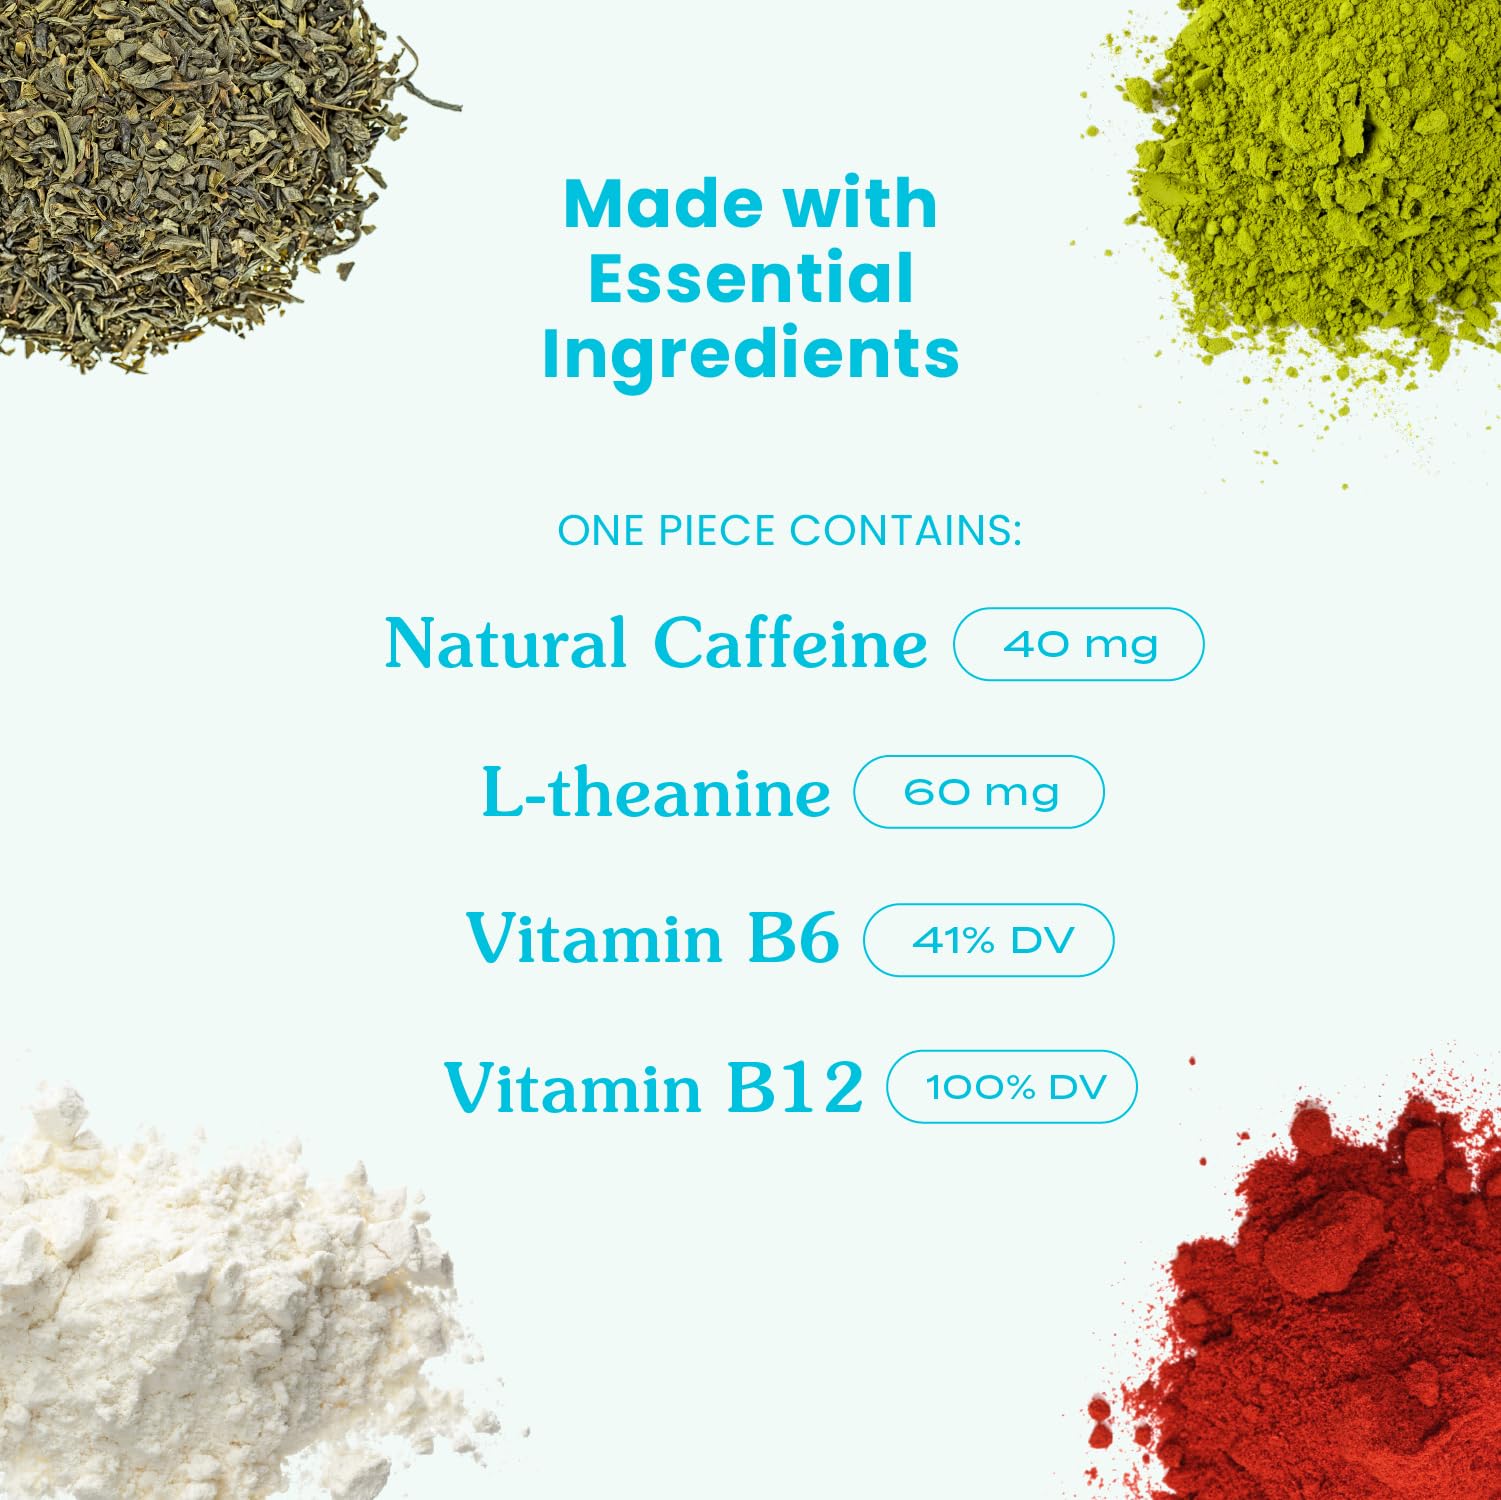 Made with
Essential
Ingredients
ONE PIECE CONTAINS:
Natural Caffeine 40 mg
L-theanine 60 mg
Vitamin B6 41% DV
Vitamin B12 100% DV